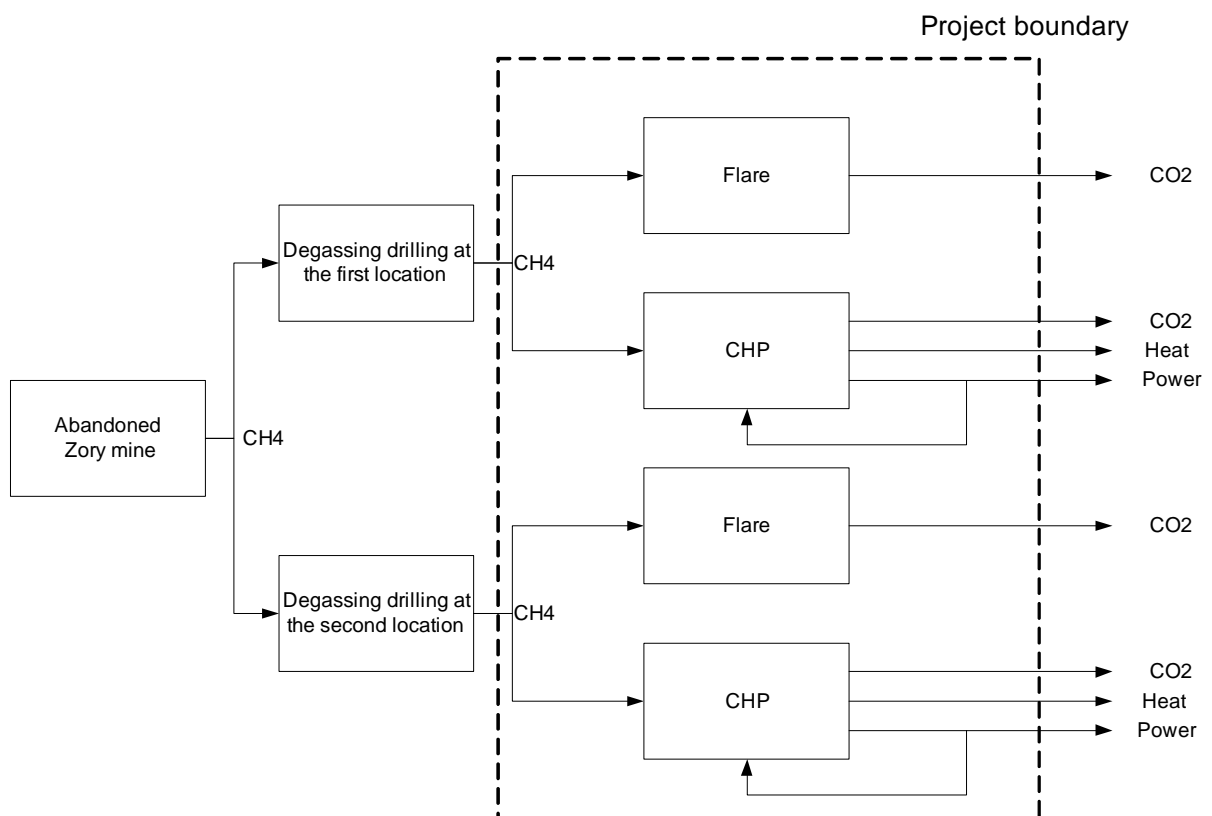 Project boundary
Flare
CO2
Degassing drilling at
the first location
CH4
CO2
CHP
Heat
Power
Abandoned
Zory mine
CH4
Flare
CO2
Degassing drilling at
the second location
CH4
CO2
CHP
Heat
Power